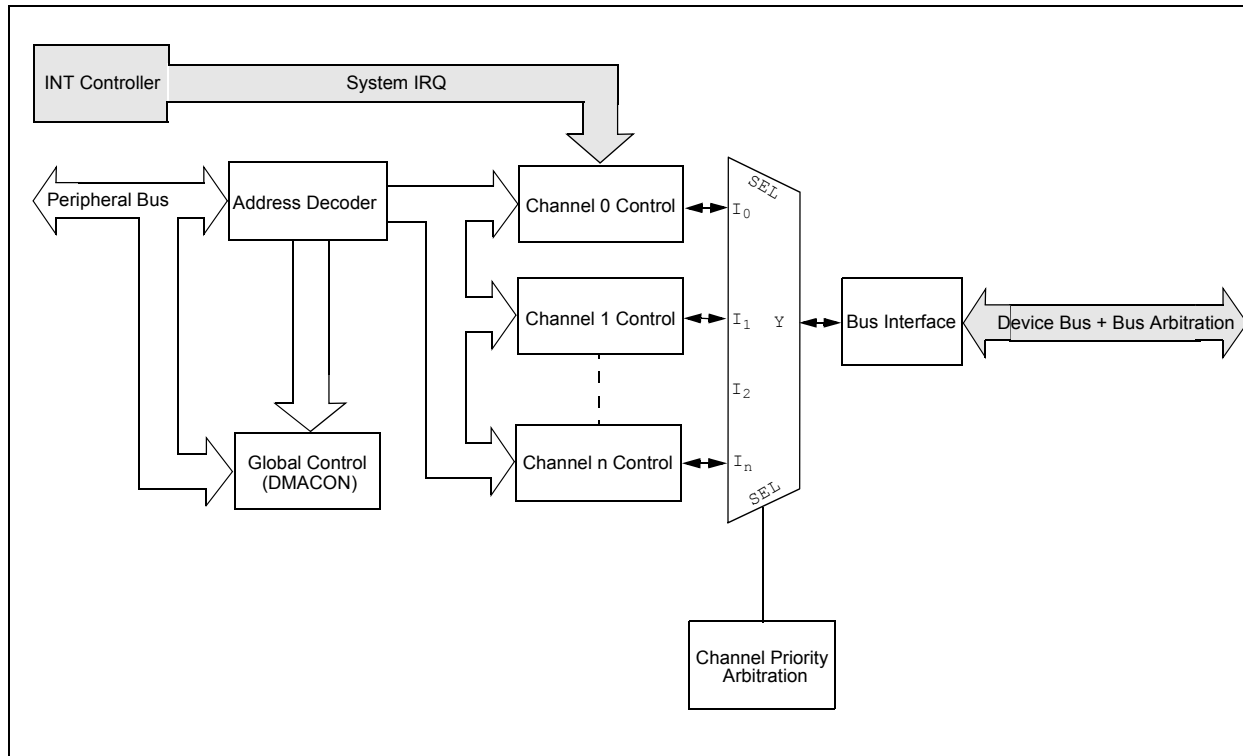 INT Controller
System IRQ
Peripheral Bus
Address Decoder
Channel 0 Control
SEL
I0
Channel 1 Control
I1
Y
Bus Interface
Device Bus + Bus Arbitration
I2
Global Control
(DMACON)
Channel n Control
In
SEL
Channel Priority
Arbitration